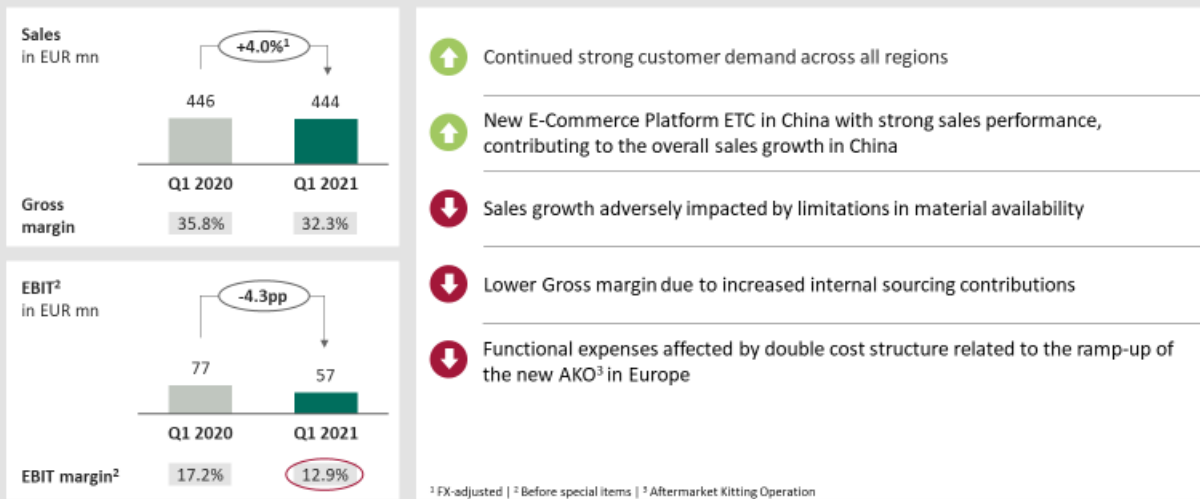 Sales
in EUR mn
+4.0%¹
446
444
Q1 2020
Q1 2021
Gross
margin
35.8%
32.3%
EBIT²
in EUR mn
-4.3pp
77
57
Q1 2020
Q1 2021
EBIT margin²
17.2%
12.9%
Continued strong customer demand across all regions
New E-Commerce Platform ETC in China with strong sales performance,
contributing to the overall sales growth in China
Sales growth adversely impacted by limitations in material availability
Lower Gross margin due to increased internal sourcing contributions
Functional expenses affected by double cost structure related to the ramp-up of
the new AKO³ in Europe
¹ FX-adjusted | ² Before special items | ³ Aftermarket Kitting Operation